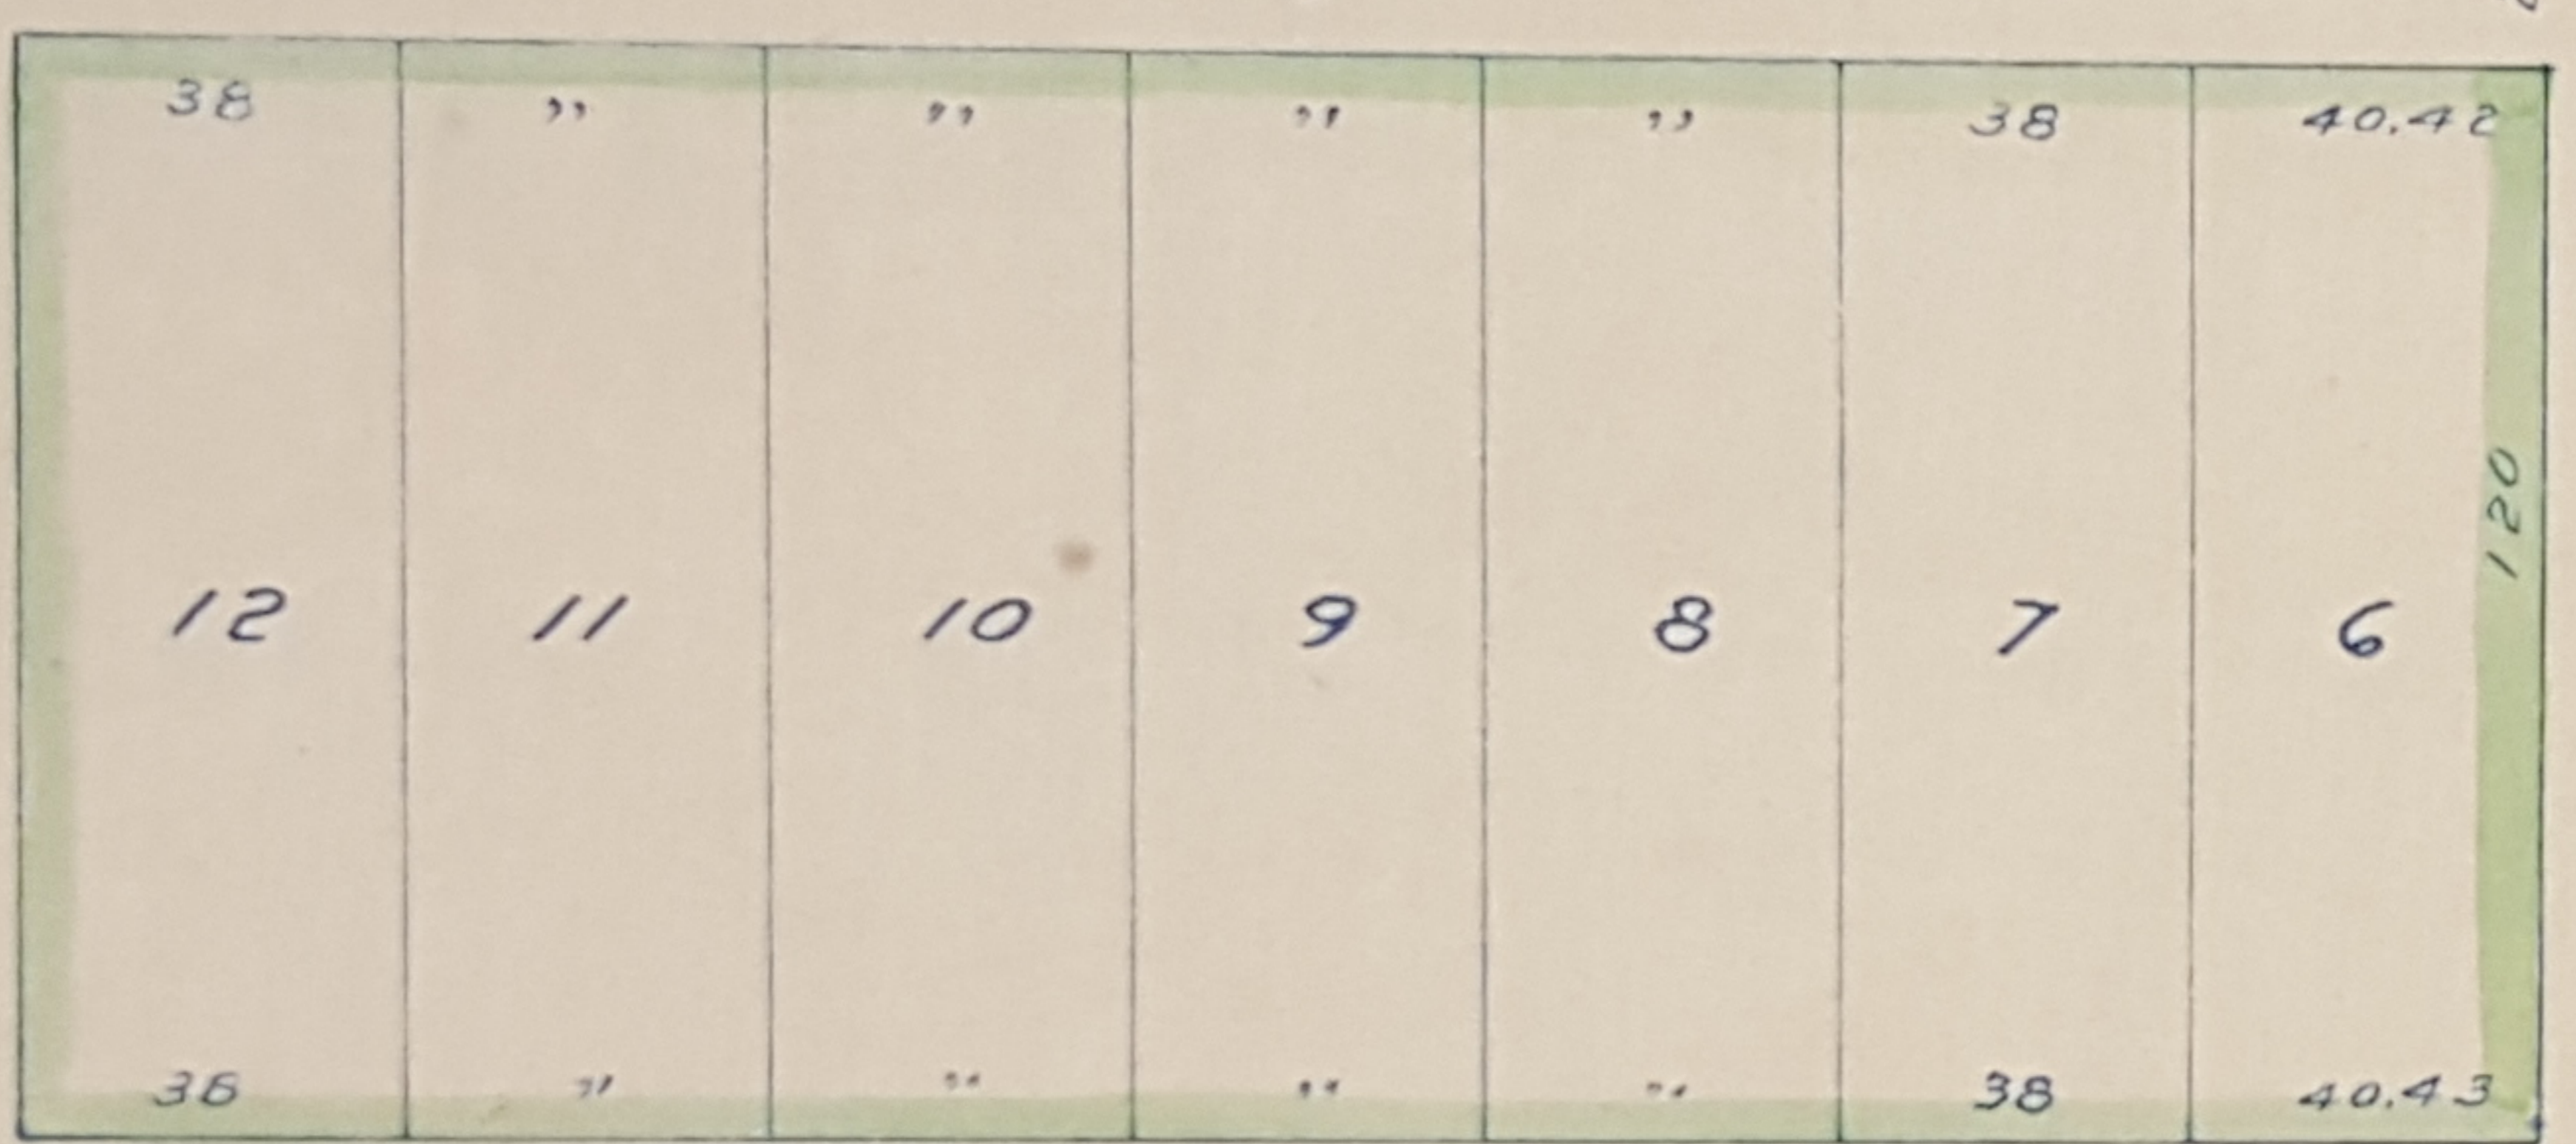 38 ,, ,, ,, ,, 38 40.42
120
12 11 10 9 8 7 6
38 ,, ,, ,, ,, 38 40.43